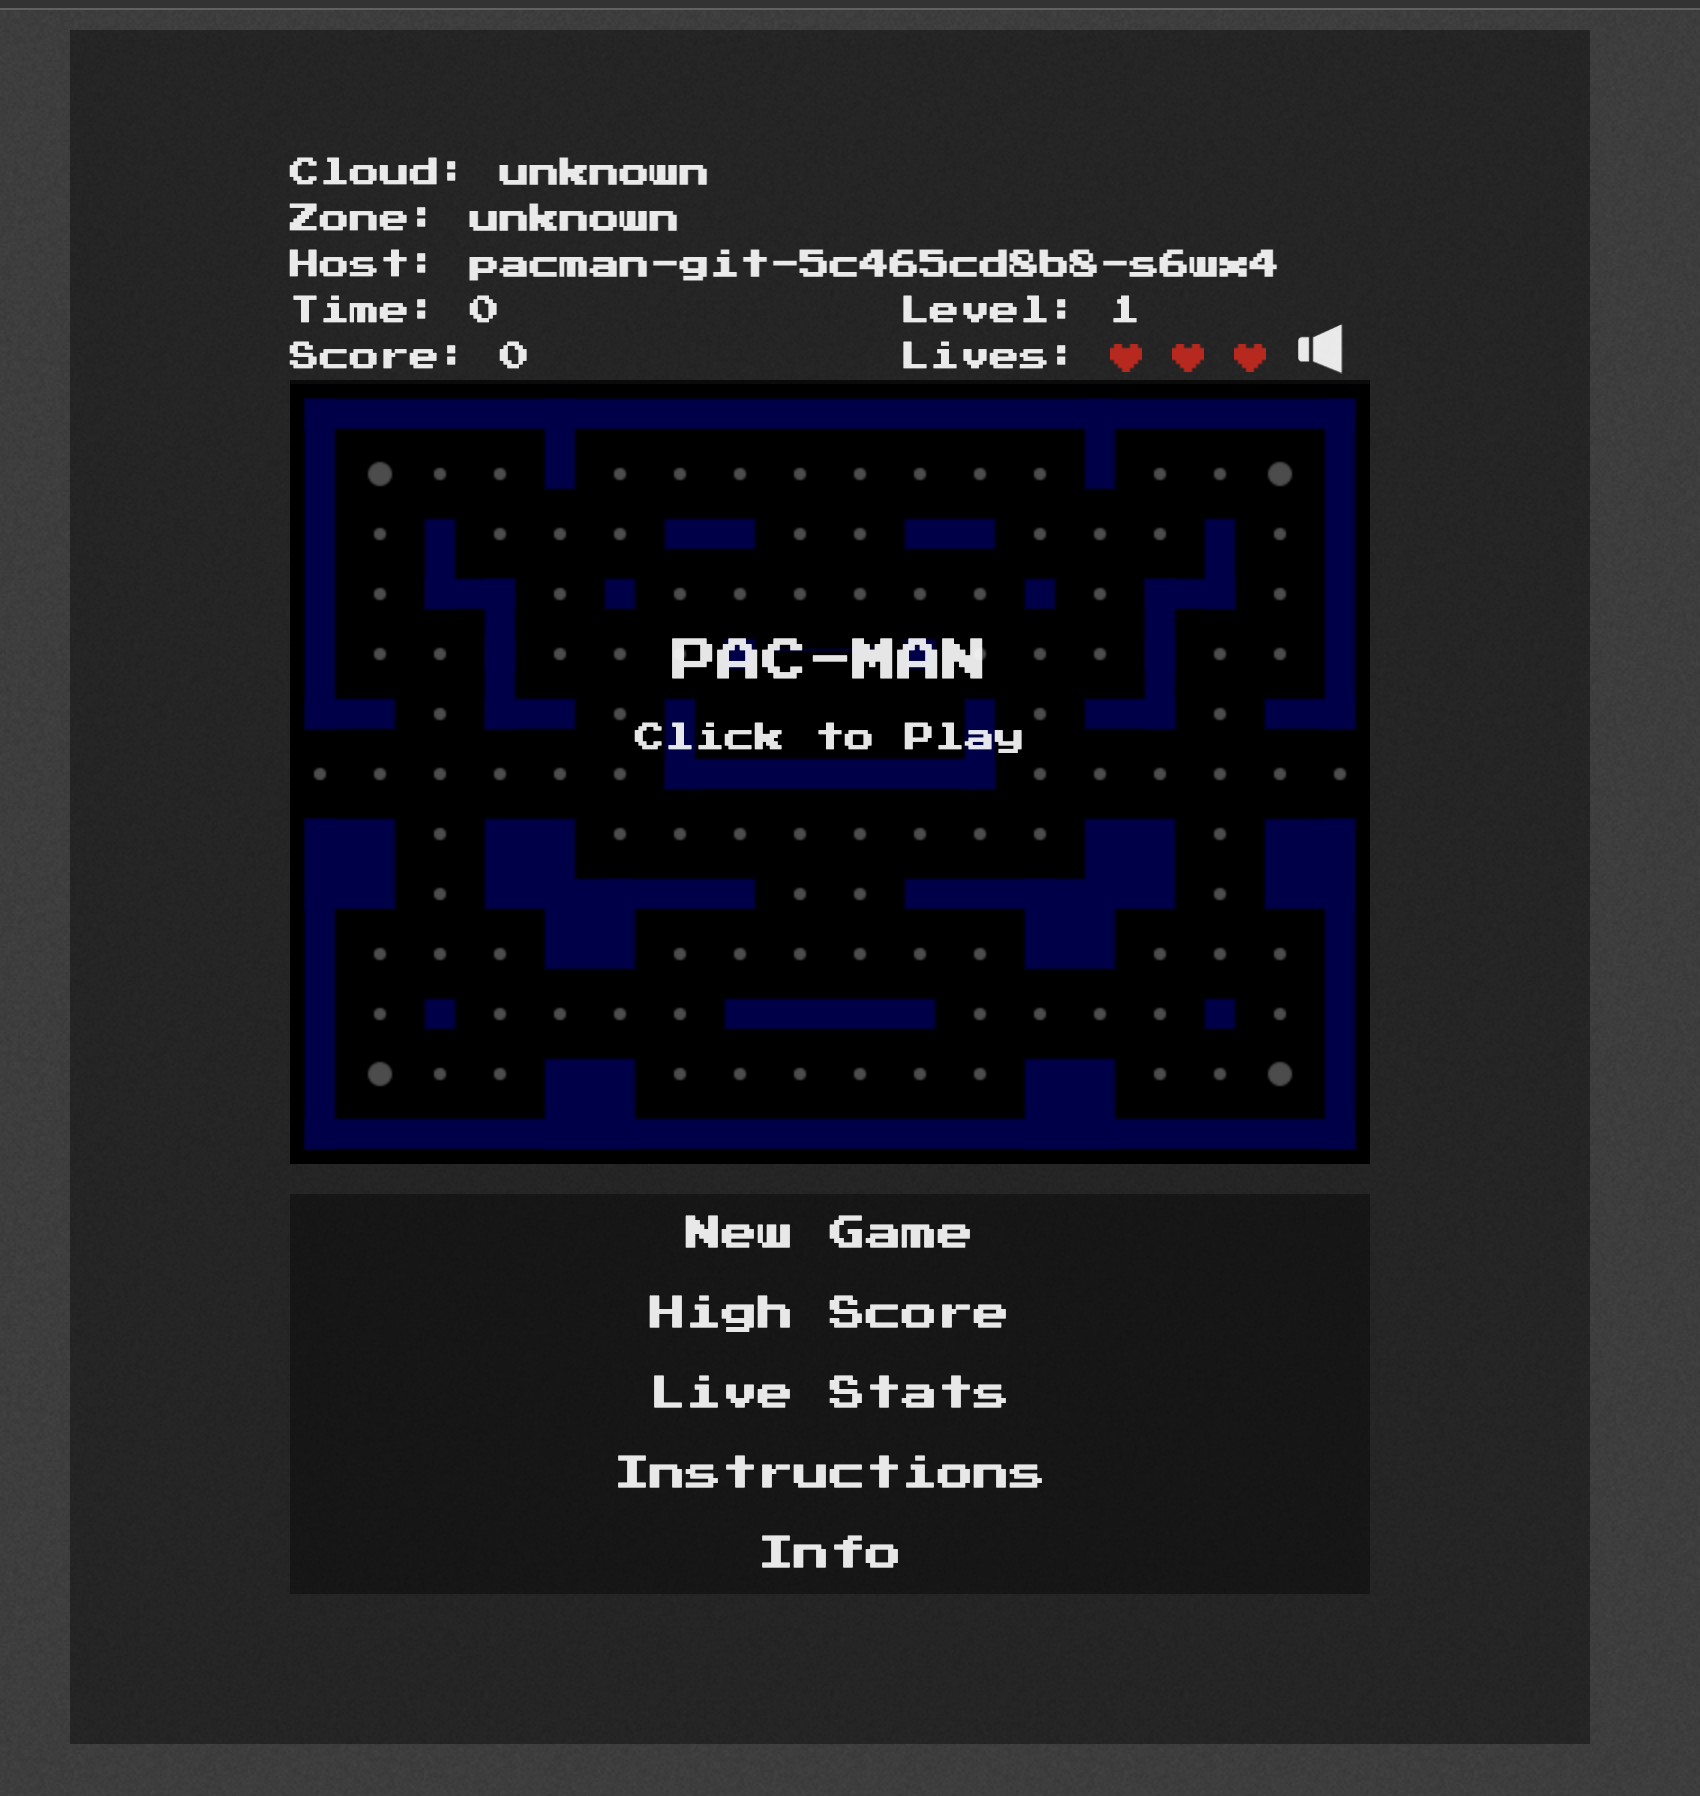 Cloud: unknown
Zone: unknown
Host: pacman-git-5c465cd8b8-s6wx4
Time: 0 Level: 1
Score: 0 Lives:
PAC-MAN
Click to Play
New Game
High Score
Live Stats
Instructions
Info